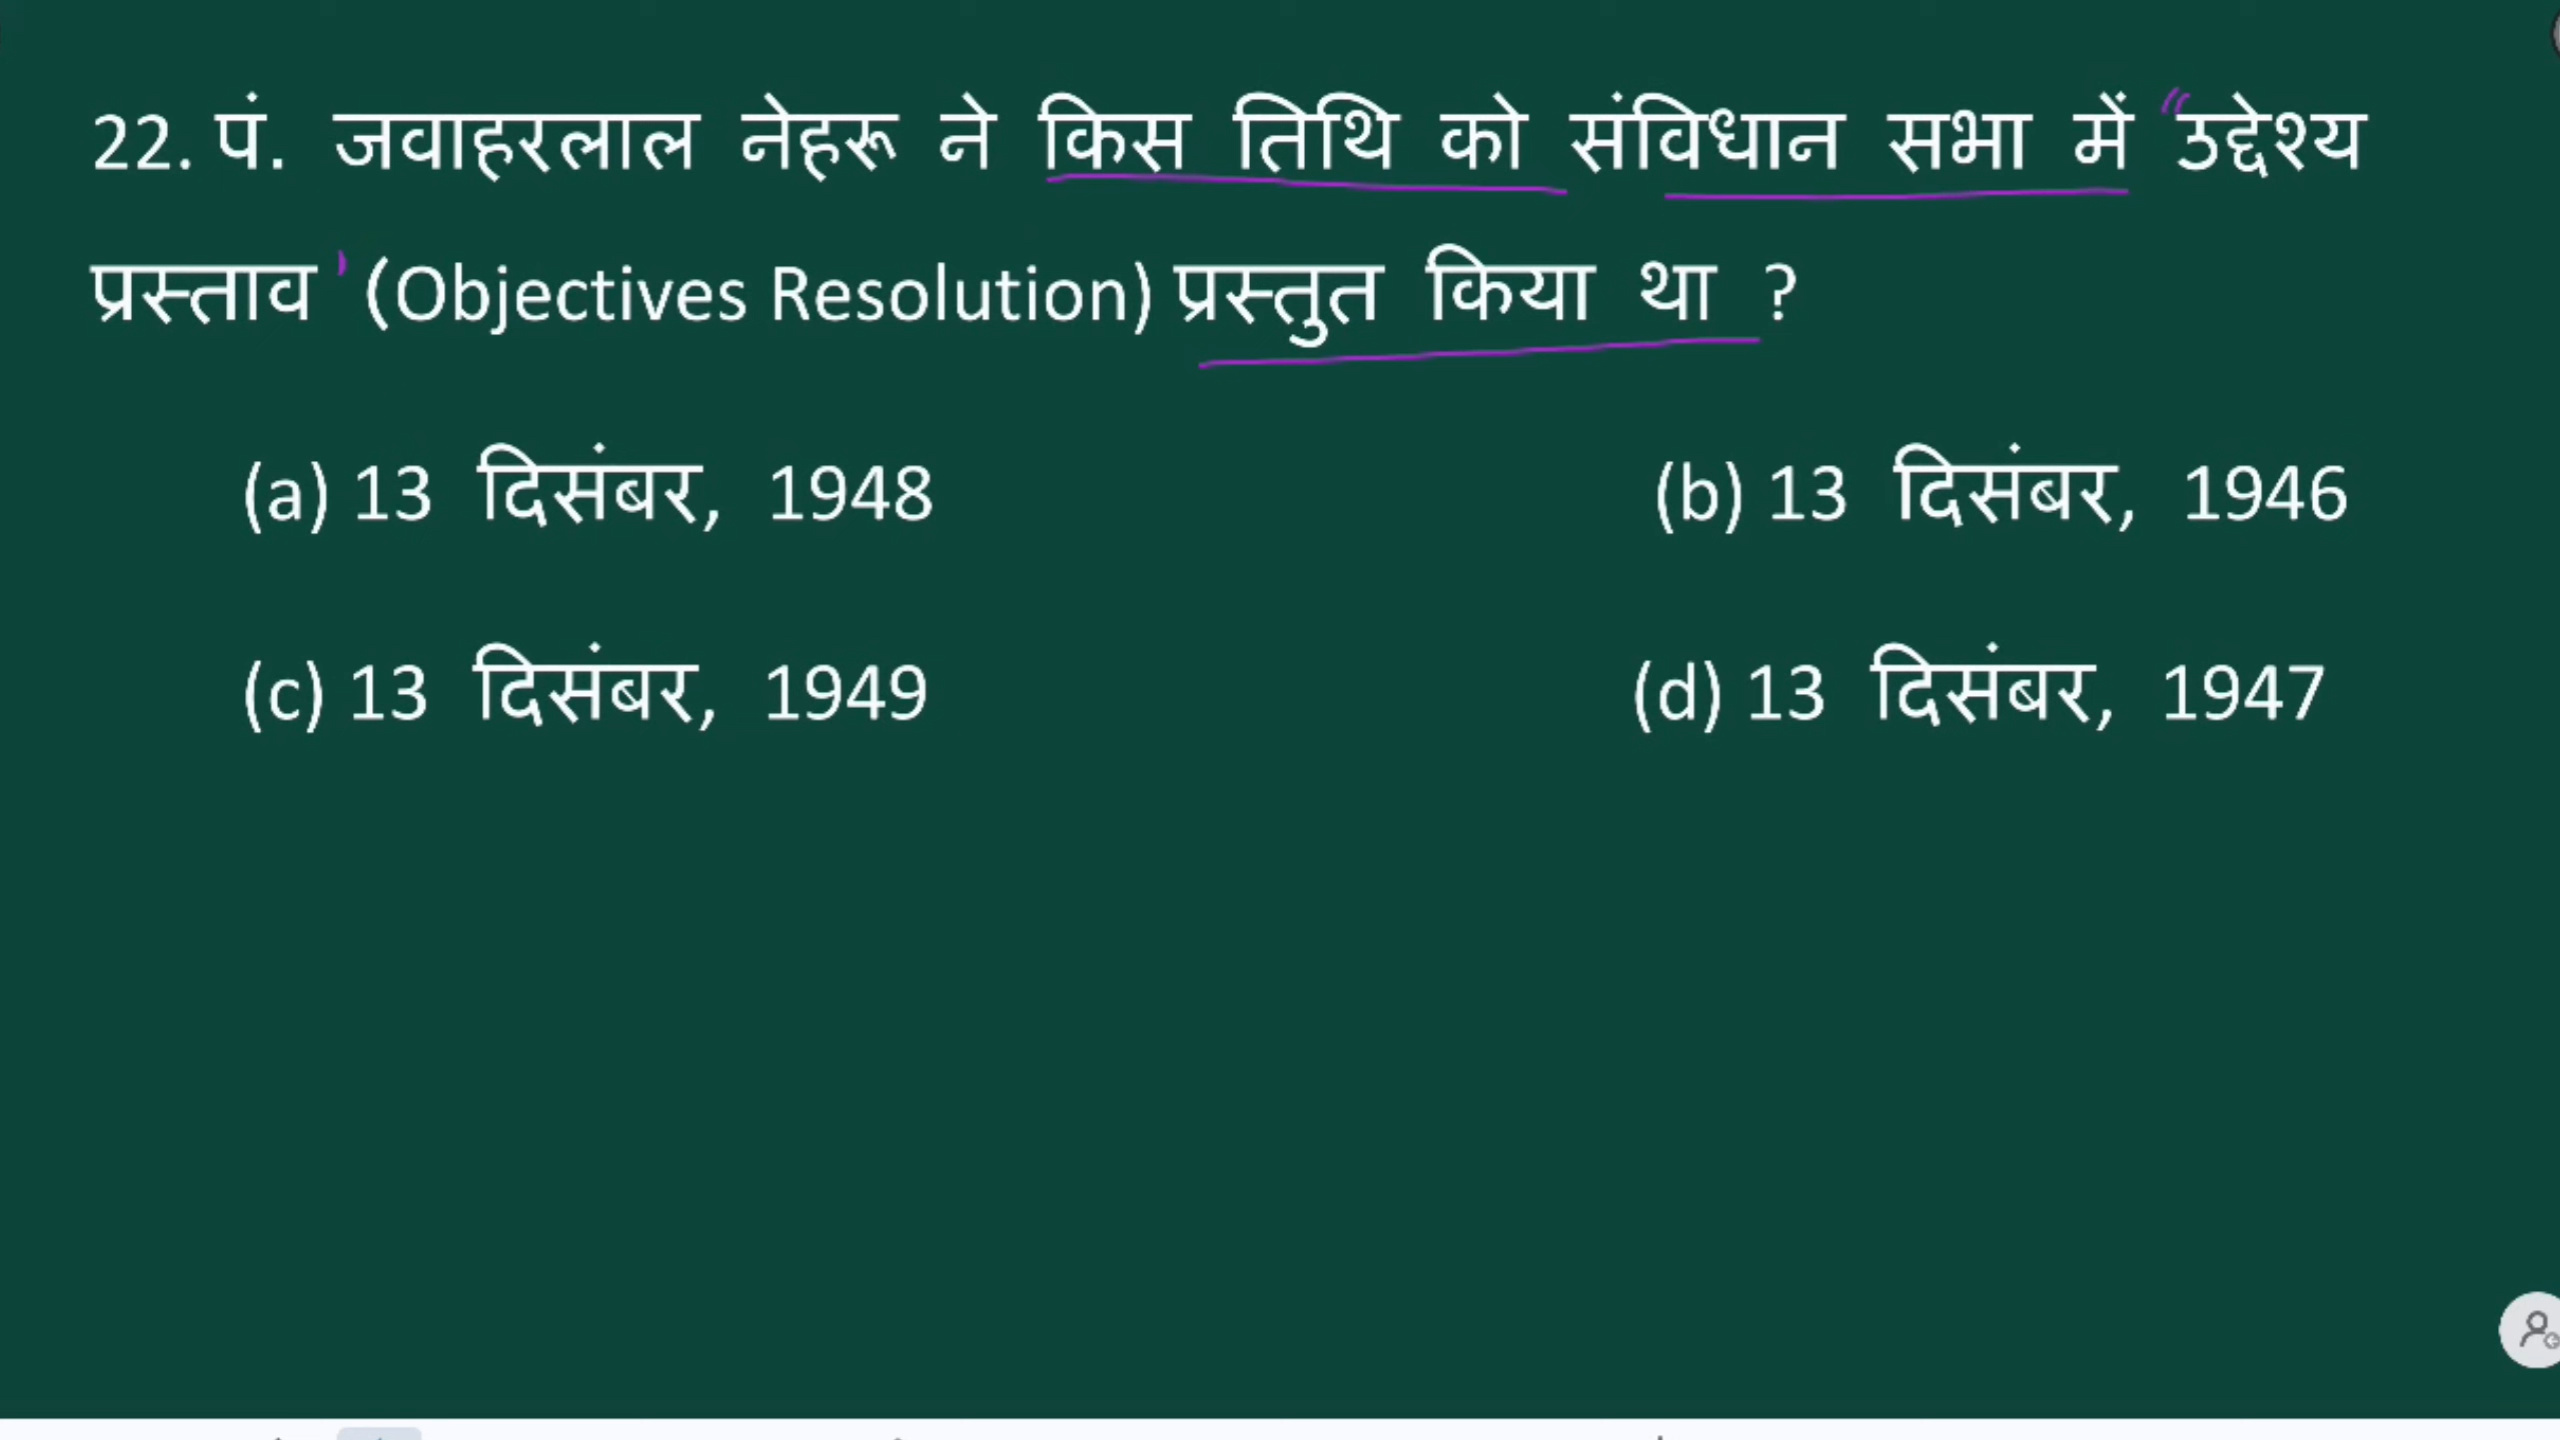 22. पं. जवाहरलाल नेहरू ने किस तिथि को संविधान सभा में "उद्देश्य
प्रस्ताव' (Objectives Resolution) प्रस्तुत किया था ?
(a) 13 दिसंबर, 1948 (b) 13 दिसंबर, 1946
(c) 13 दिसंबर, 1949 (d) 13 दिसंबर, 1947